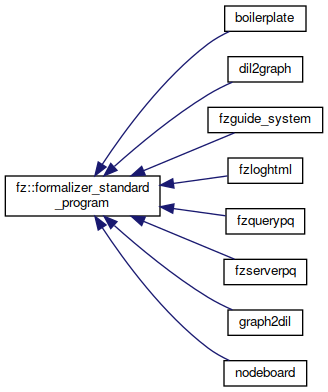 boilerplate
dil2graph
fzguide_system
fz::formalizer_standard
_program
fzloghtml
fzquerypq
fzserverpq
graph2dil
nodeboard